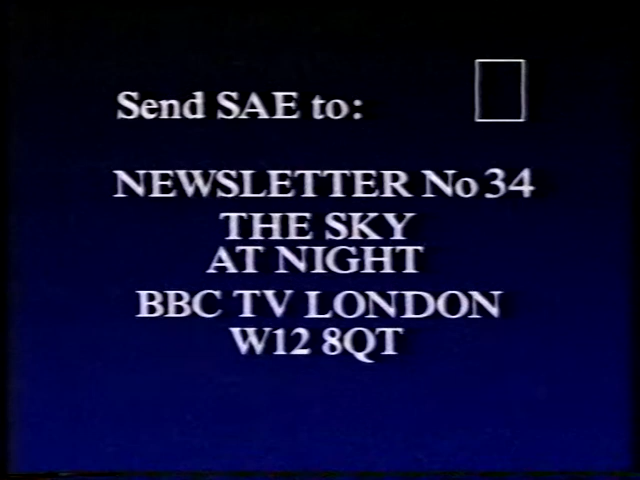 Send SAE to:
NEWSLETTER No 34
THE SKY
AT NIGHT
BBC TV LONDON
W12 8QT